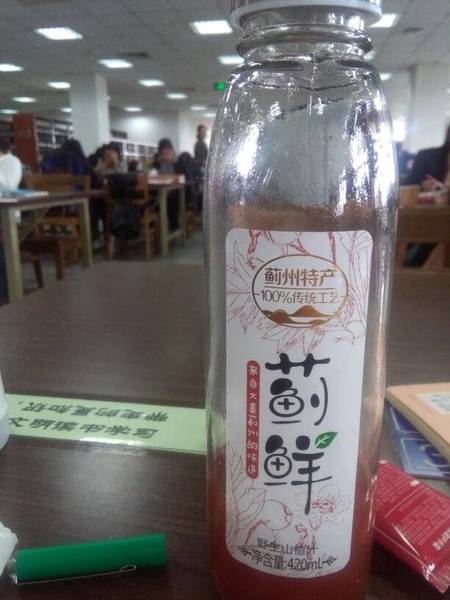 蓟州特产
100%传统工艺
蓟鲜
来自大美蓟州的味道
野生山楂汁
净含量:420mL